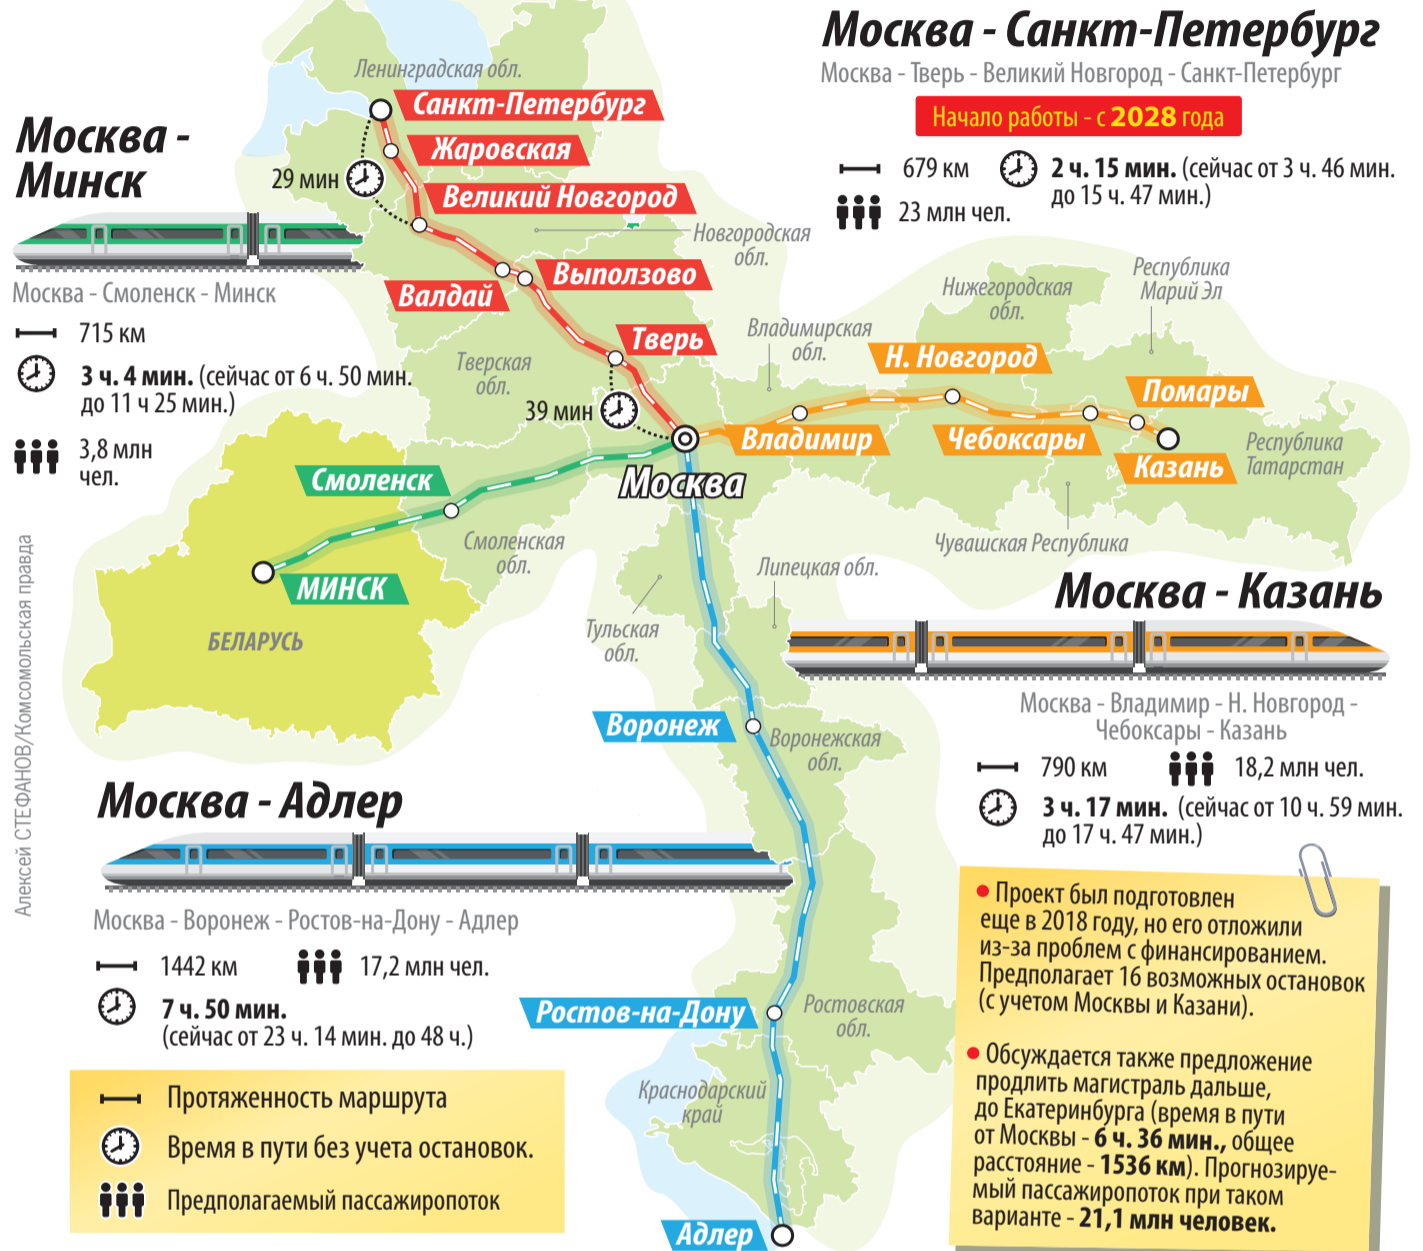 Москва - Санкт-Петербург
Москва - Тверь - Великий Новгород - Санкт-Петербург
Начало работы - с 2028 года
679 км
2 ч. 15 мин. (сейчас от 3 ч. 46 мин.
до 15 ч. 47 мин.)
23 млн чел.
Москва -
Минск
Москва - Смоленск - Минск
715 км
3 ч. 4 мин. (сейчас от 6 ч. 50 мин.
до 11 ч 25 мин.)
3,8 млн
чел.
Ленинградская обл.
Санкт-Петербург
Жаровская
29 мин
Великий Новгород
Новгородская
обл.
Выползово
Валдай
Тверь
Тверская
обл.
39 мин
Москва
Владимирская
обл.
Нижегородская
обл.
Республика
Марий Эл
Н. Новгород
Помары
Владимир
Чебоксары
Казань
Республика
Татарстан
Чувашская Республика
Смоленск
Смоленская
обл.
МИНСК
БЕЛАРУСЬ
Тульская
обл.
Липецкая обл.
Воронеж
Воронежская
обл.
Ростов-на-Дону
Ростовская
обл.
Краснодарский
край
Адлер
Москва - Казань
Москва - Владимир - Н. Новгород -
Чебоксары - Казань
790 км
18,2 млн чел.
3 ч. 17 мин. (сейчас от 10 ч. 59 мин.
до 17 ч. 47 мин.)
Москва - Адлер
Москва - Воронеж - Ростов-на-Дону - Адлер
1442 км
17,2 млн чел.
7 ч. 50 мин.
(сейчас от 23 ч. 14 мин. до 48 ч.)
Протяженность маршрута
Время в пути без учета остановок.
Предполагаемый пассажиропоток
• Проект был подготовлен
еще в 2018 году, но его отложили
из-за проблем с финансированием.
Предполагает 16 возможных остановок
(с учетом Москвы и Казани).
• Обсуждается также предложение
продлить магистраль дальше,
до Екатеринбурга (время в пути
от Москвы - 6 ч. 36 мин., общее
расстояние - 1536 км). Прогнозируе-
мый пассажиропоток при таком
варианте - 21,1 млн человек.
Алексей СТЕФАНОВ/Комсомольская правда